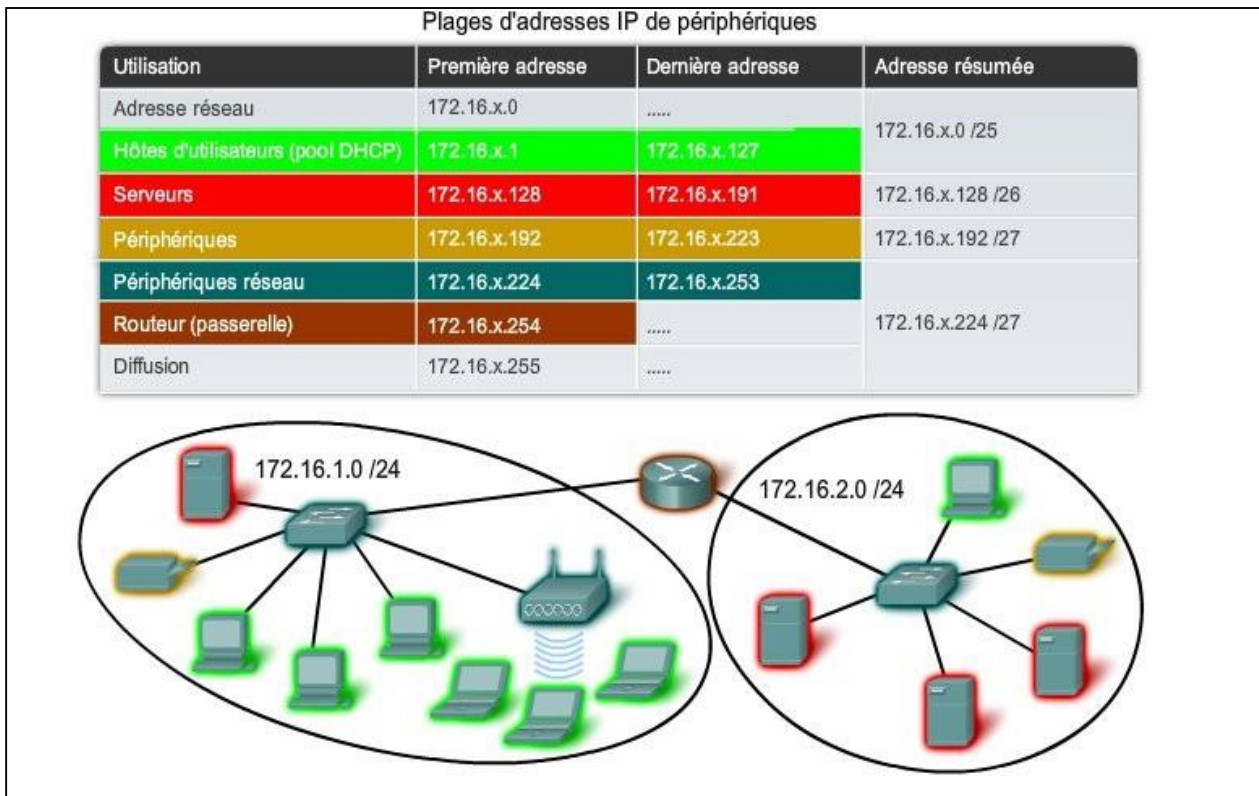 Plages d'adresses IP de périphériques
Utilisation Première adresse Dernière adresse Adresse résumée
Adresse réseau 172.16.x.0 .....
172.16.x.0 /25
Hôtes d'utilisateurs (pool DHCP) 172.16.x.1 172.16.x.127
Serveurs 172.16.x.128 172.16.x.191 172.16.x.128 /26
Périphériques 172.16.x.192 172.16.x.223 172.16.x.192 /27
Périphériques réseau 172.16.x.224 172.16.x.253
Routeur (passerelle) 172.16.x.254 ..... 172.16.x.224 /27
Diffusion 172.16.x.255 .....
172.16.1.0 /24
172.16.2.0 /24